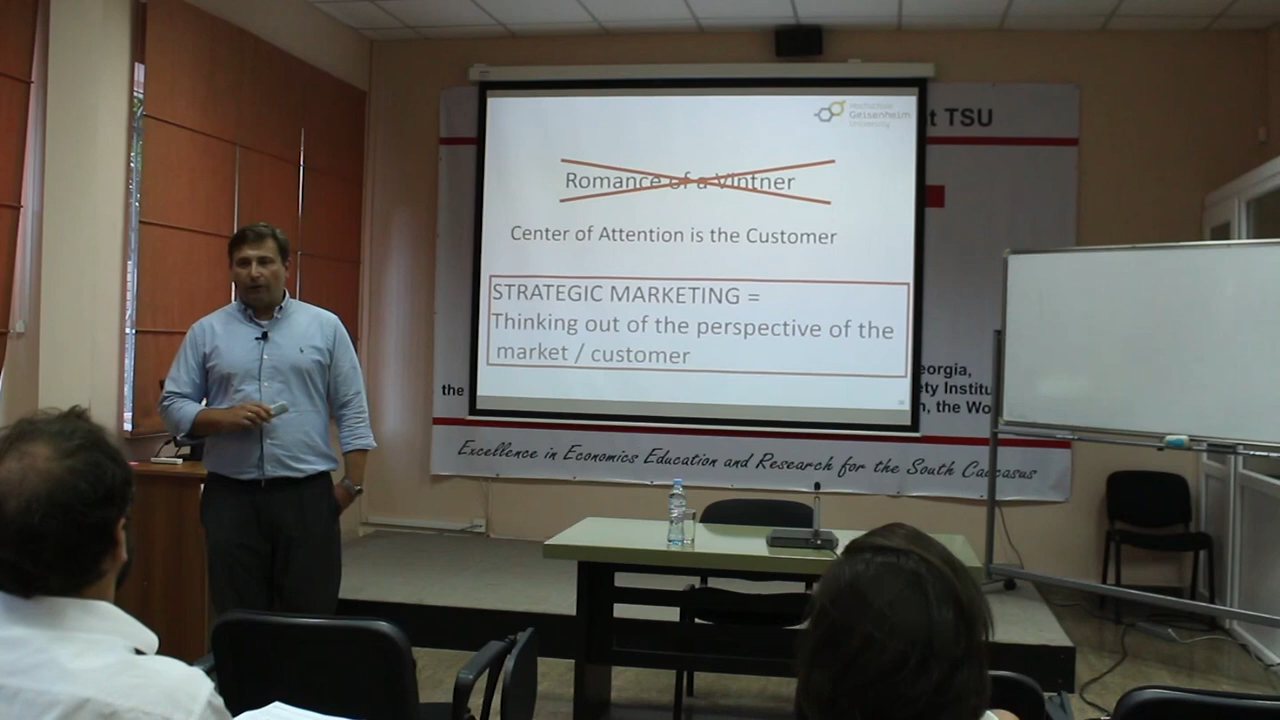 Hochschule
Geisenheim
University
t TSU
Romance of a Vintner
Center of Attention is the Customer
STRATEGIC MARKETING =
Thinking out of the perspective of the
market / customer
eorgia,
the
ety Institu
n, the Wo
Excellence in Economics Education and Research for the South Caucasus